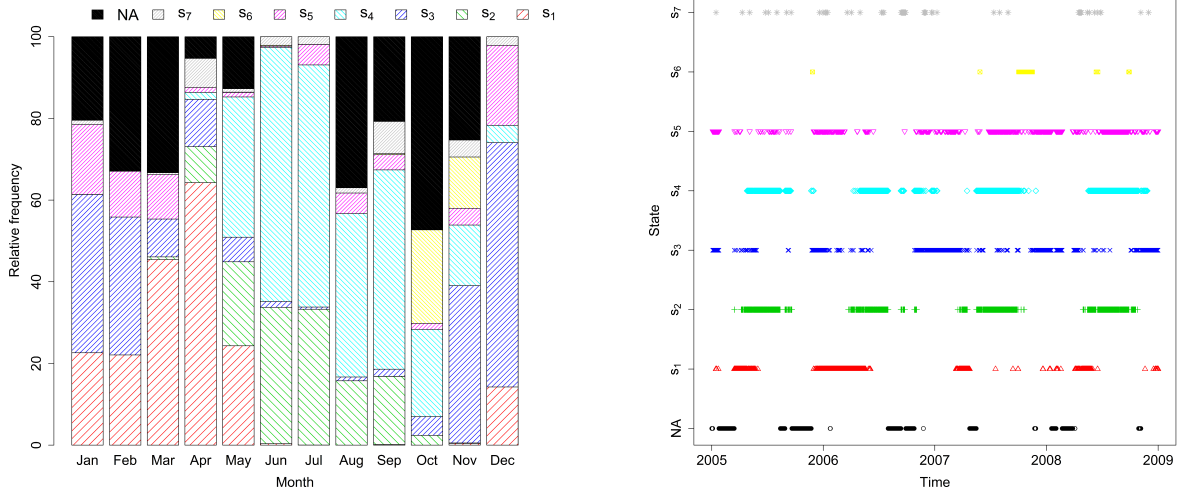 NA s7 s6 s5 s4 s3 s2 s1
Relative frequency
100
80
60
40
20
0
Jan Feb Mar Apr May Jun Jul Aug Sep Oct Nov Dec
Month
State
s7
s6
s5
s4
s3
s2
s1
NA
2005 2006 2007 2008 2009
Time